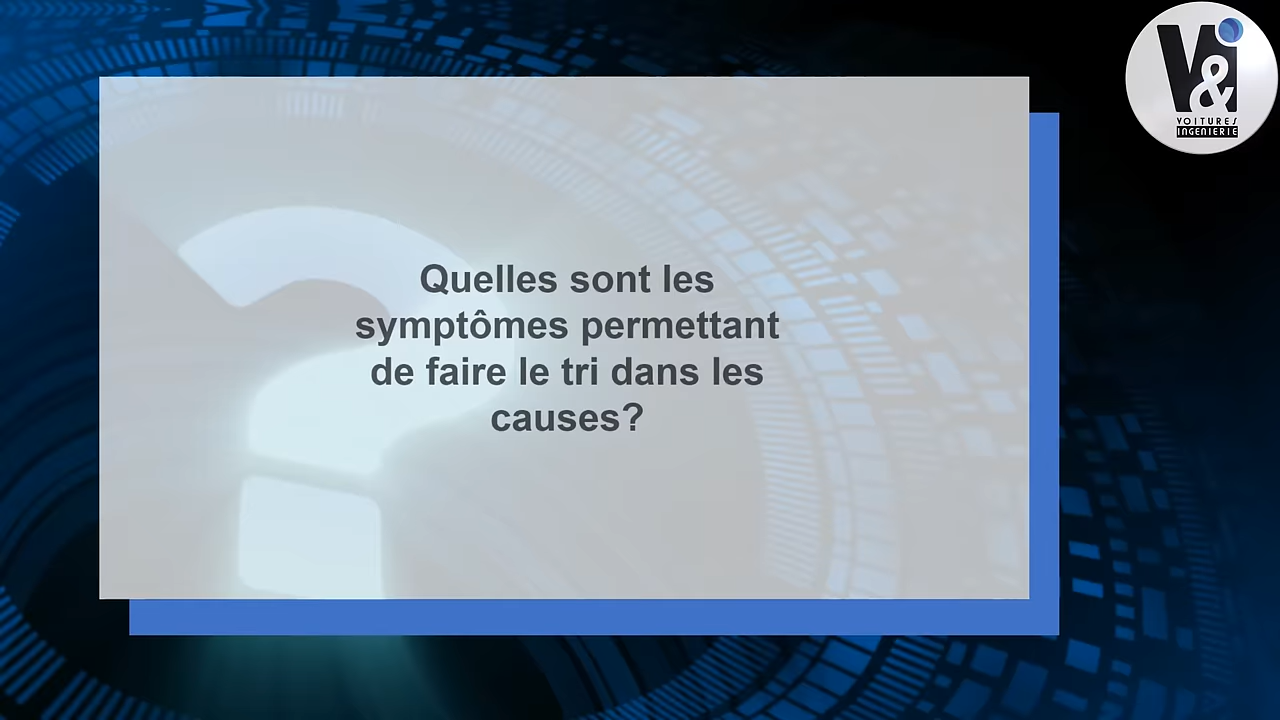 V&i
VOITURES
INGENIERIE
Quelles sont les
symptômes permettant
de faire le tri dans les
causes?